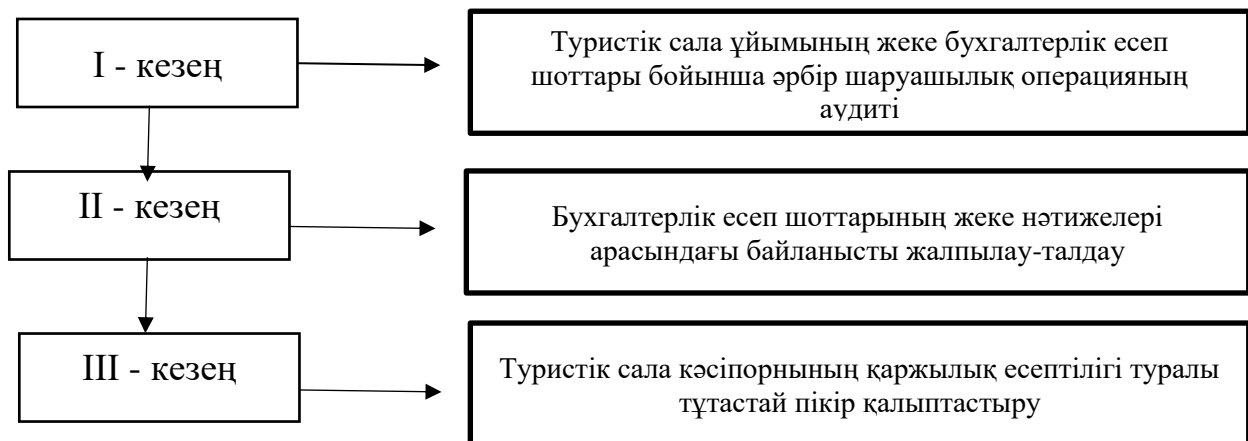 I - кезең
Туристік сала ұйымының жеке бухгалтерлік есеп
шоттары бойынша әрбір шаруашылық операцияның
аудиті
II - кезең
Бухгалтерлік есеп шоттарының жеке нәтижелері
арасындағы байланысты жалпылау-талдау
III - кезең
Туристік сала кәсіпорнының қаржылық есептілігі туралы
тұтастай пікір қалыптастыру